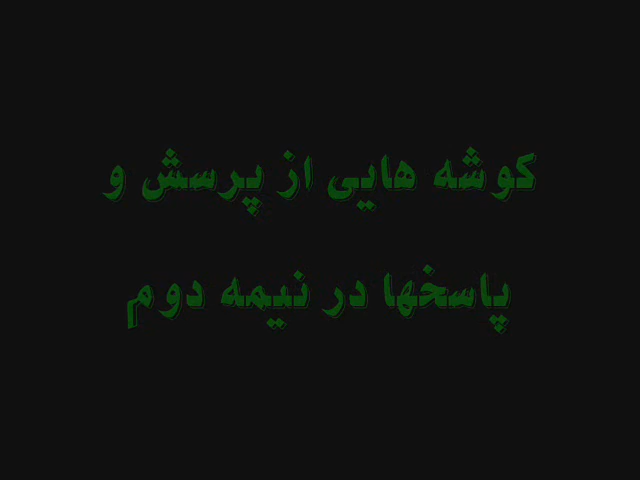 کوشه هایی از پرسش و
پاسخها در نیمه دوم